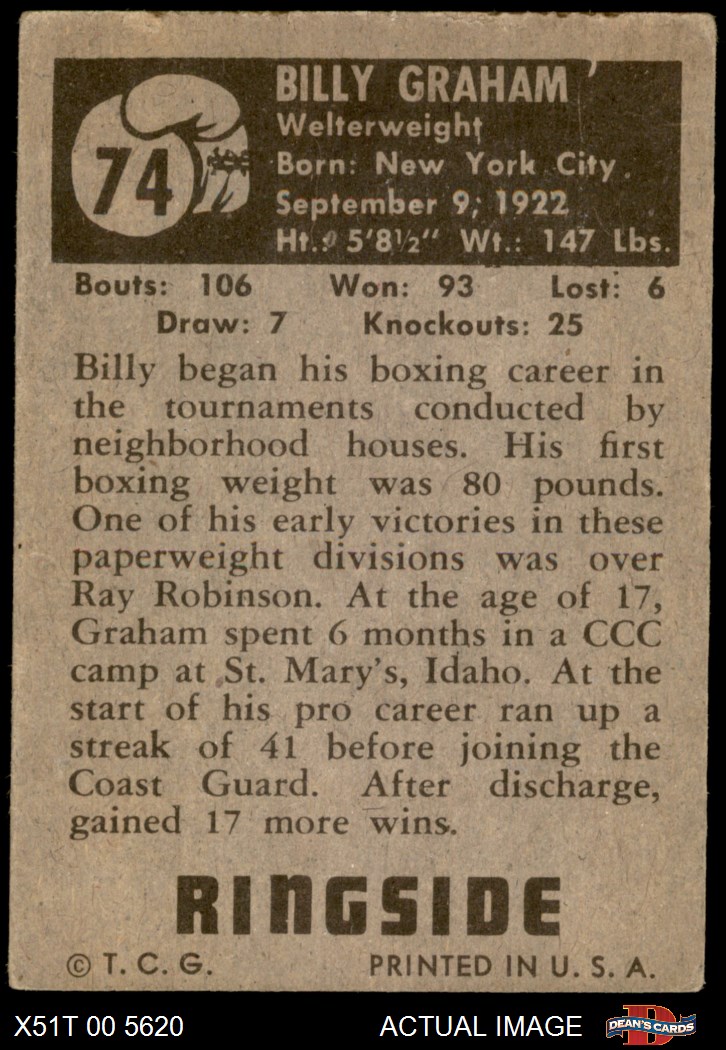 74
BILLY GRAHAM
Welterweight
Born: New York City.
September 9, 1922
Ht.: 5'8½" Wt.: 147 Lbs.
Bouts: 106 Won: 93 Lost: 6
Draw: 7 Knockouts: 25
Billy began his boxing career in
the tournaments conducted by
neighborhood houses. His first
boxing weight was 80 pounds.
One of his early victories in these
paperweight divisions was over
Ray Robinson. At the age of 17,
Graham spent 6 months in a CCC
camp at St. Mary's, Idaho. At the
start of his pro career ran up a
streak of 41 before joining the
Coast Guard. After discharge,
gained 17 more wins.
RINGSIDE
© T. C. G. PRINTED IN U. S. A.
X51T 00 5620 ACTUAL IMAGE D DEAN'S CARDS